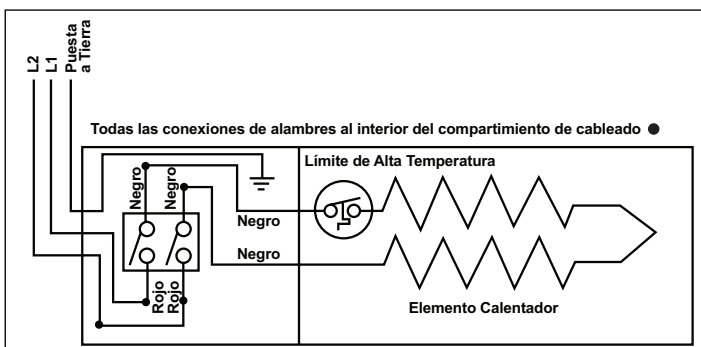 L2
L1
Puesta
a Tierra
Todas las conexiones de alambres al interior del compartimiento de cableado
Límite de Alta Temperatura
Negro
Negro
Negro
Negro
Rojo
Rojo
Elemento Calentador